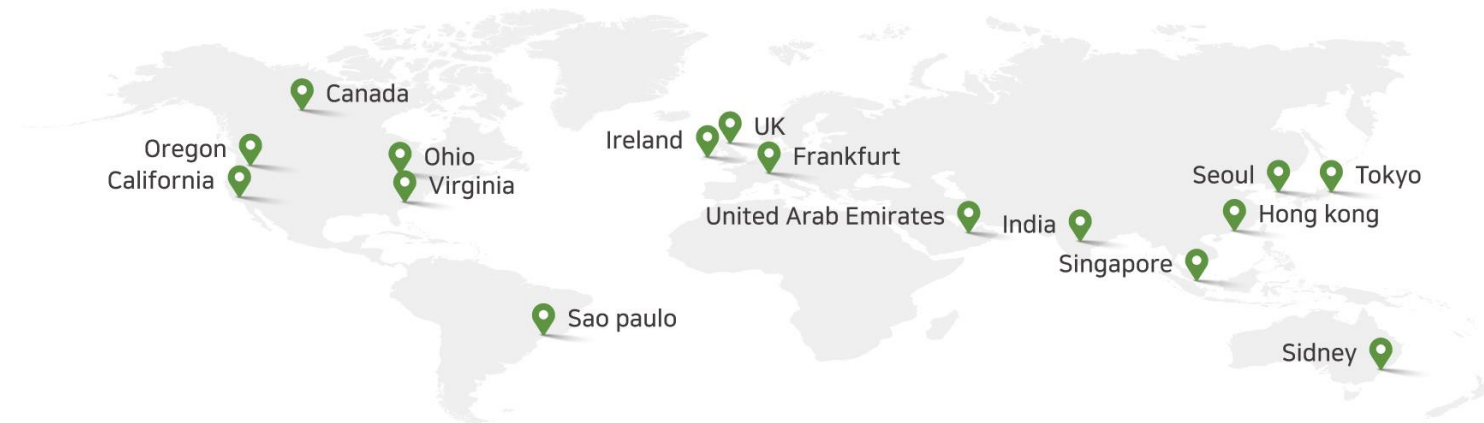 Canada
Oregon
California
Ohio
Virginia
Sao paulo
Ireland
UK
Frankfurt
United Arab Emirates
India
Singapore
Seoul
Tokyo
Hong kong
Sidney